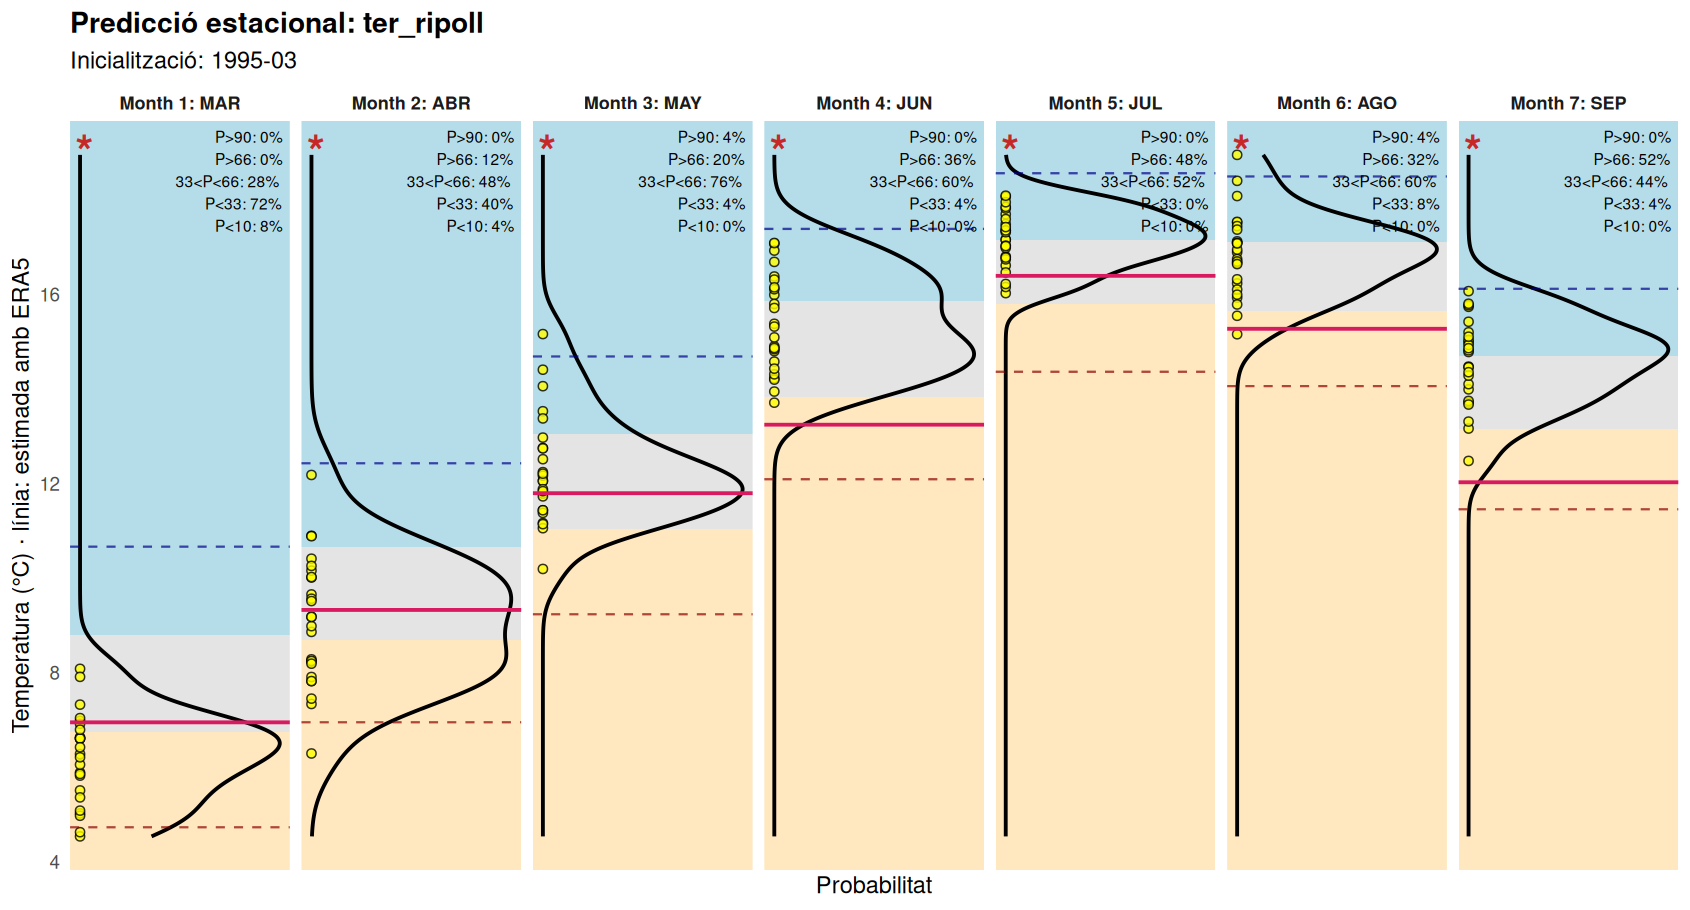 Predicció estacional: ter_ripoll
Inicialització: 1995-03
Month 1: MAR
P>90: 0%
P>66: 0%
33<P<66: 28%
P<33: 72%
P<10: 8%
Month 2: ABR
P>90: 0%
P>66: 12%
33<P<66: 48%
P<33: 40%
P<10: 4%
Month 3: MAY
P>90: 4%
P>66: 20%
33<P<66: 76%
P<33: 4%
P<10: 0%
Month 4: JUN
P>90: 0%
P>66: 36%
33<P<66: 60%
P<33: 4%
P<10: 0%
Month 5: JUL
P>90: 0%
P>66: 48%
33<P<66: 52%
P<33: 0%
P<10: 0%
Month 6: AGO
P>90: 4%
P>66: 32%
33<P<66: 60%
P<33: 8%
P<10: 0%
Month 7: SEP
P>90: 0%
P>66: 52%
33<P<66: 44%
P<33: 4%
P<10: 0%
Temperatura (°C) · línia: estimada amb ERA5
16
12
8
4
Probabilitat